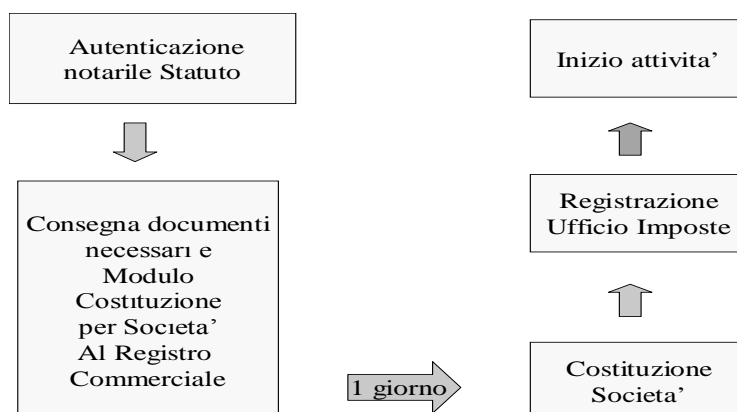 Autenticazione
notarile Statuto
Consegna documenti
necessari e
Modulo
Costituzione
per Societa’
Al Registro
Commerciale
1 giorno
Costituzione
Societa’
Registrazione
Ufficio Imposte
Inizio attivita’